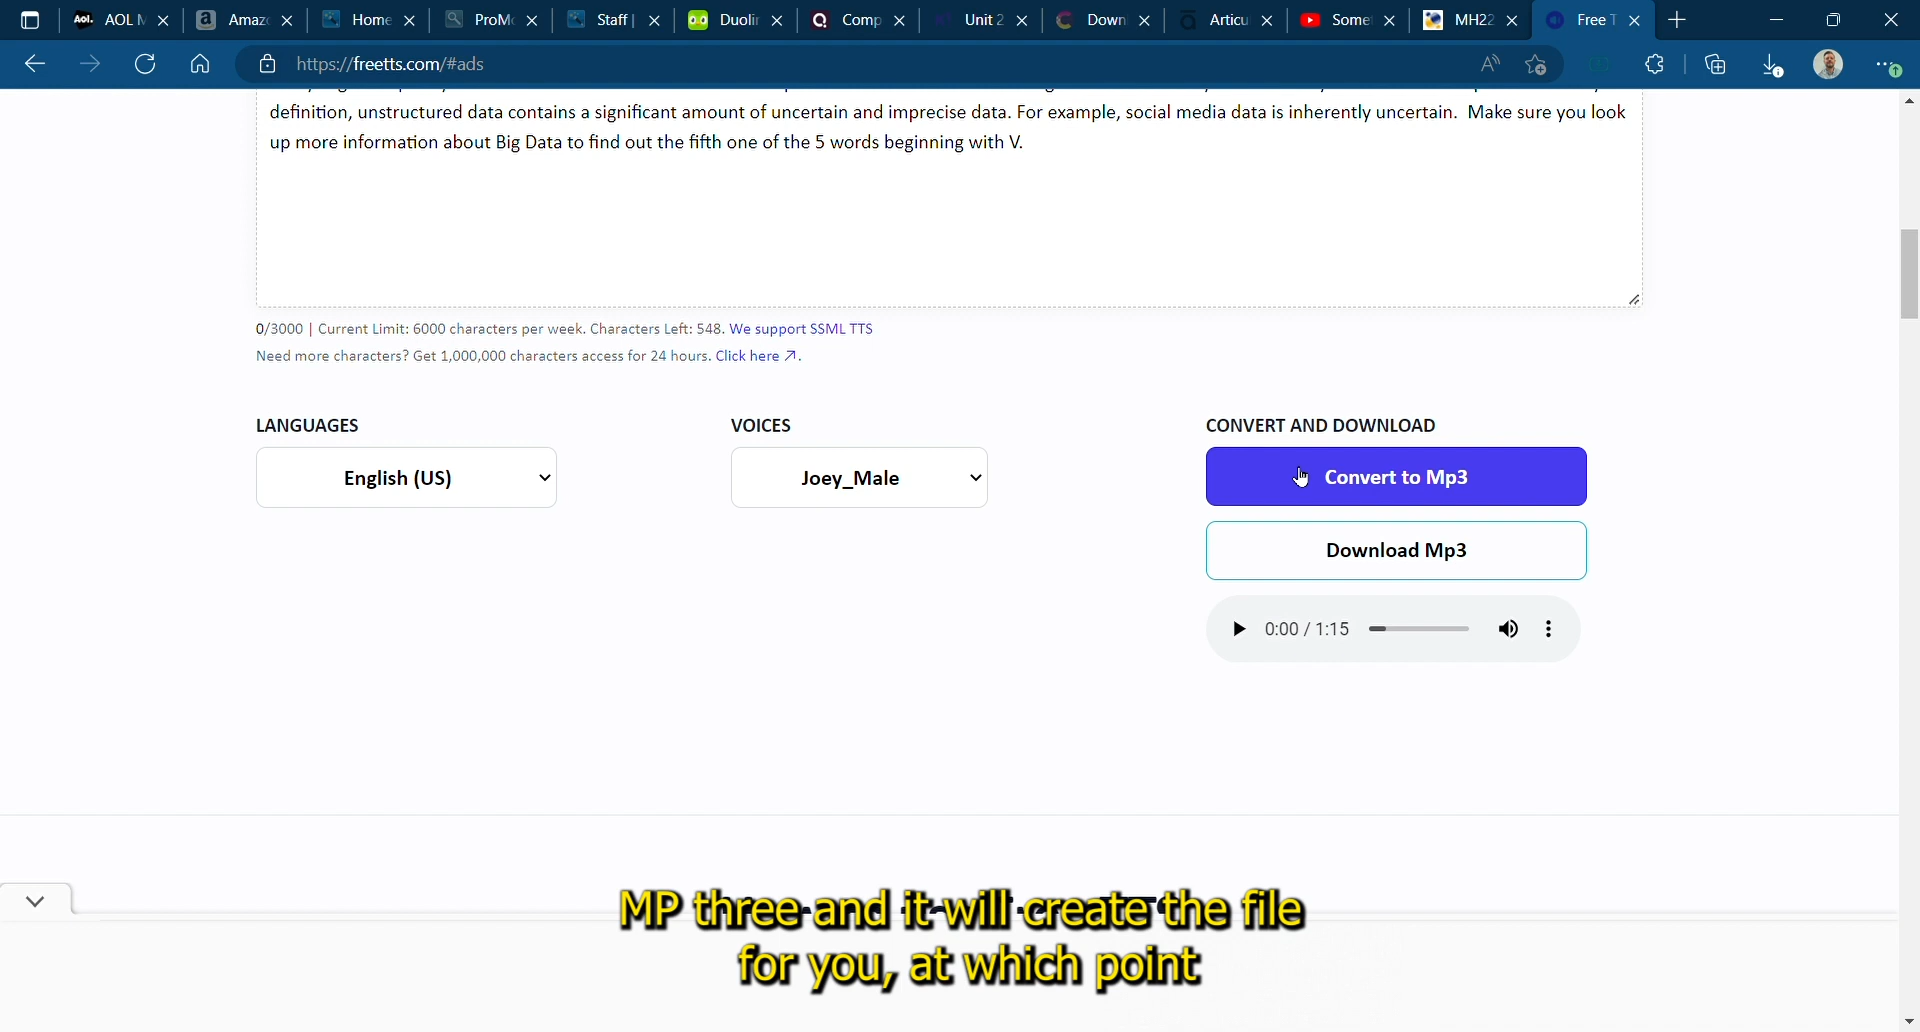 AOL M
Amaz
Home
ProM
Staff |
Duolin
Comp
Unit 2
Down
Articu
Some
MH22
Free T
https://freetts.com/#ads
definition, unstructured data contains a significant amount of uncertain and imprecise data. For example, social media data is inherently uncertain. Make sure you look
up more information about Big Data to find out the fifth one of the 5 words beginning with V.
0/3000 | Current Limit: 6000 characters per week. Characters Left: 548. We support SSML TTS
Need more characters? Get 1,000,000 characters access for 24 hours. Click here ↗.
LANGUAGES
VOICES
CONVERT AND DOWNLOAD
English (US)
Joey_Male
Convert to Mp3
Download Mp3
0:00 / 1:15
MP three and it will create the file
for you, at which point